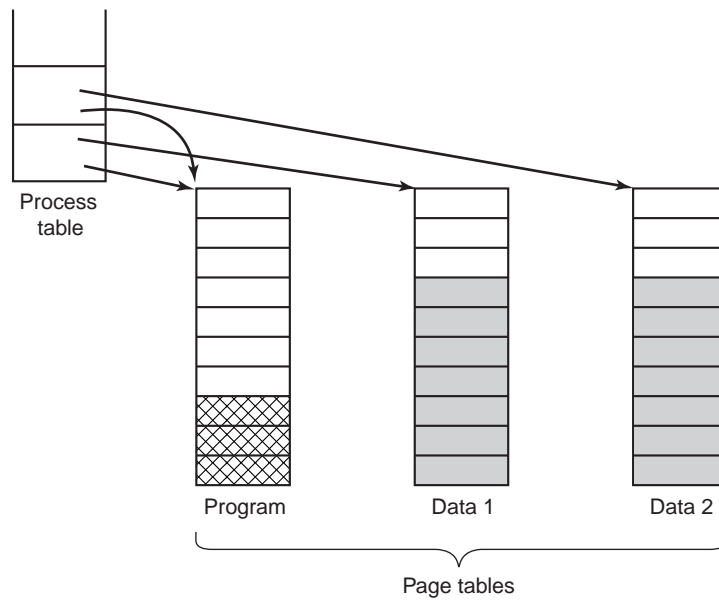 Process
table
Program
Data 1
Data 2
Page tables